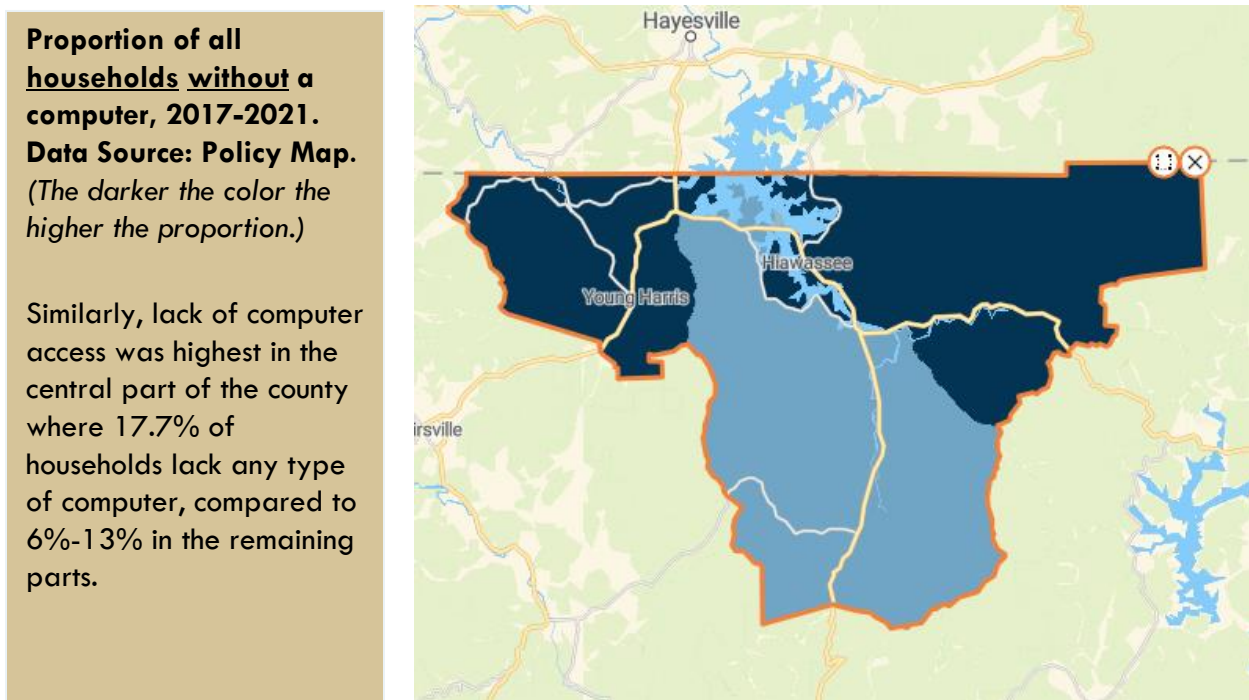 Proportion of all
households without a
computer, 2017-2021.
Data Source: Policy Map.
(The darker the color the
higher the proportion.)
Similarly, lack of computer
access was highest in the
central part of the county
where 17.7% of
households lack any type
of computer, compared to
6%-13% in the remaining
parts.
Hayesville
Hiawassee
Young Harris
irsville